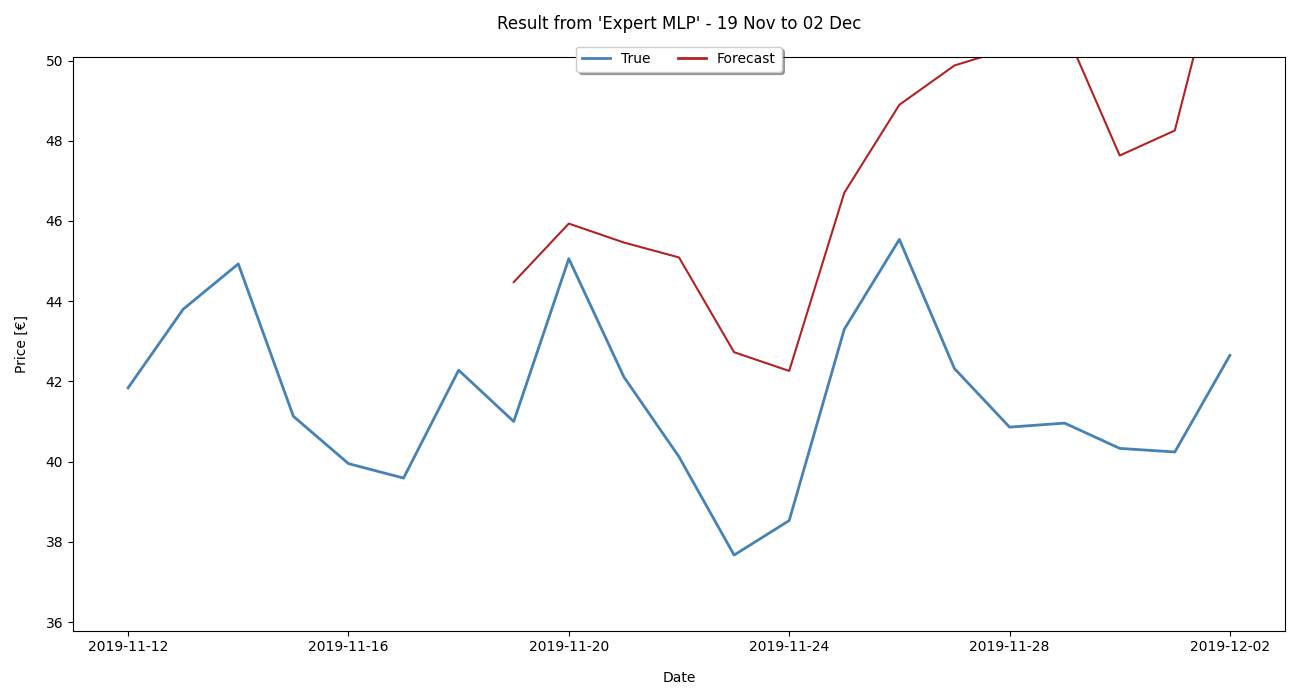 Result from 'Expert MLP' - 19 Nov to 02 Dec
True Forecast
50
48
46
44
42
40
38
36
Price [€]
2019-11-12 2019-11-16 2019-11-20 2019-11-24 2019-11-28 2019-12-02
Date